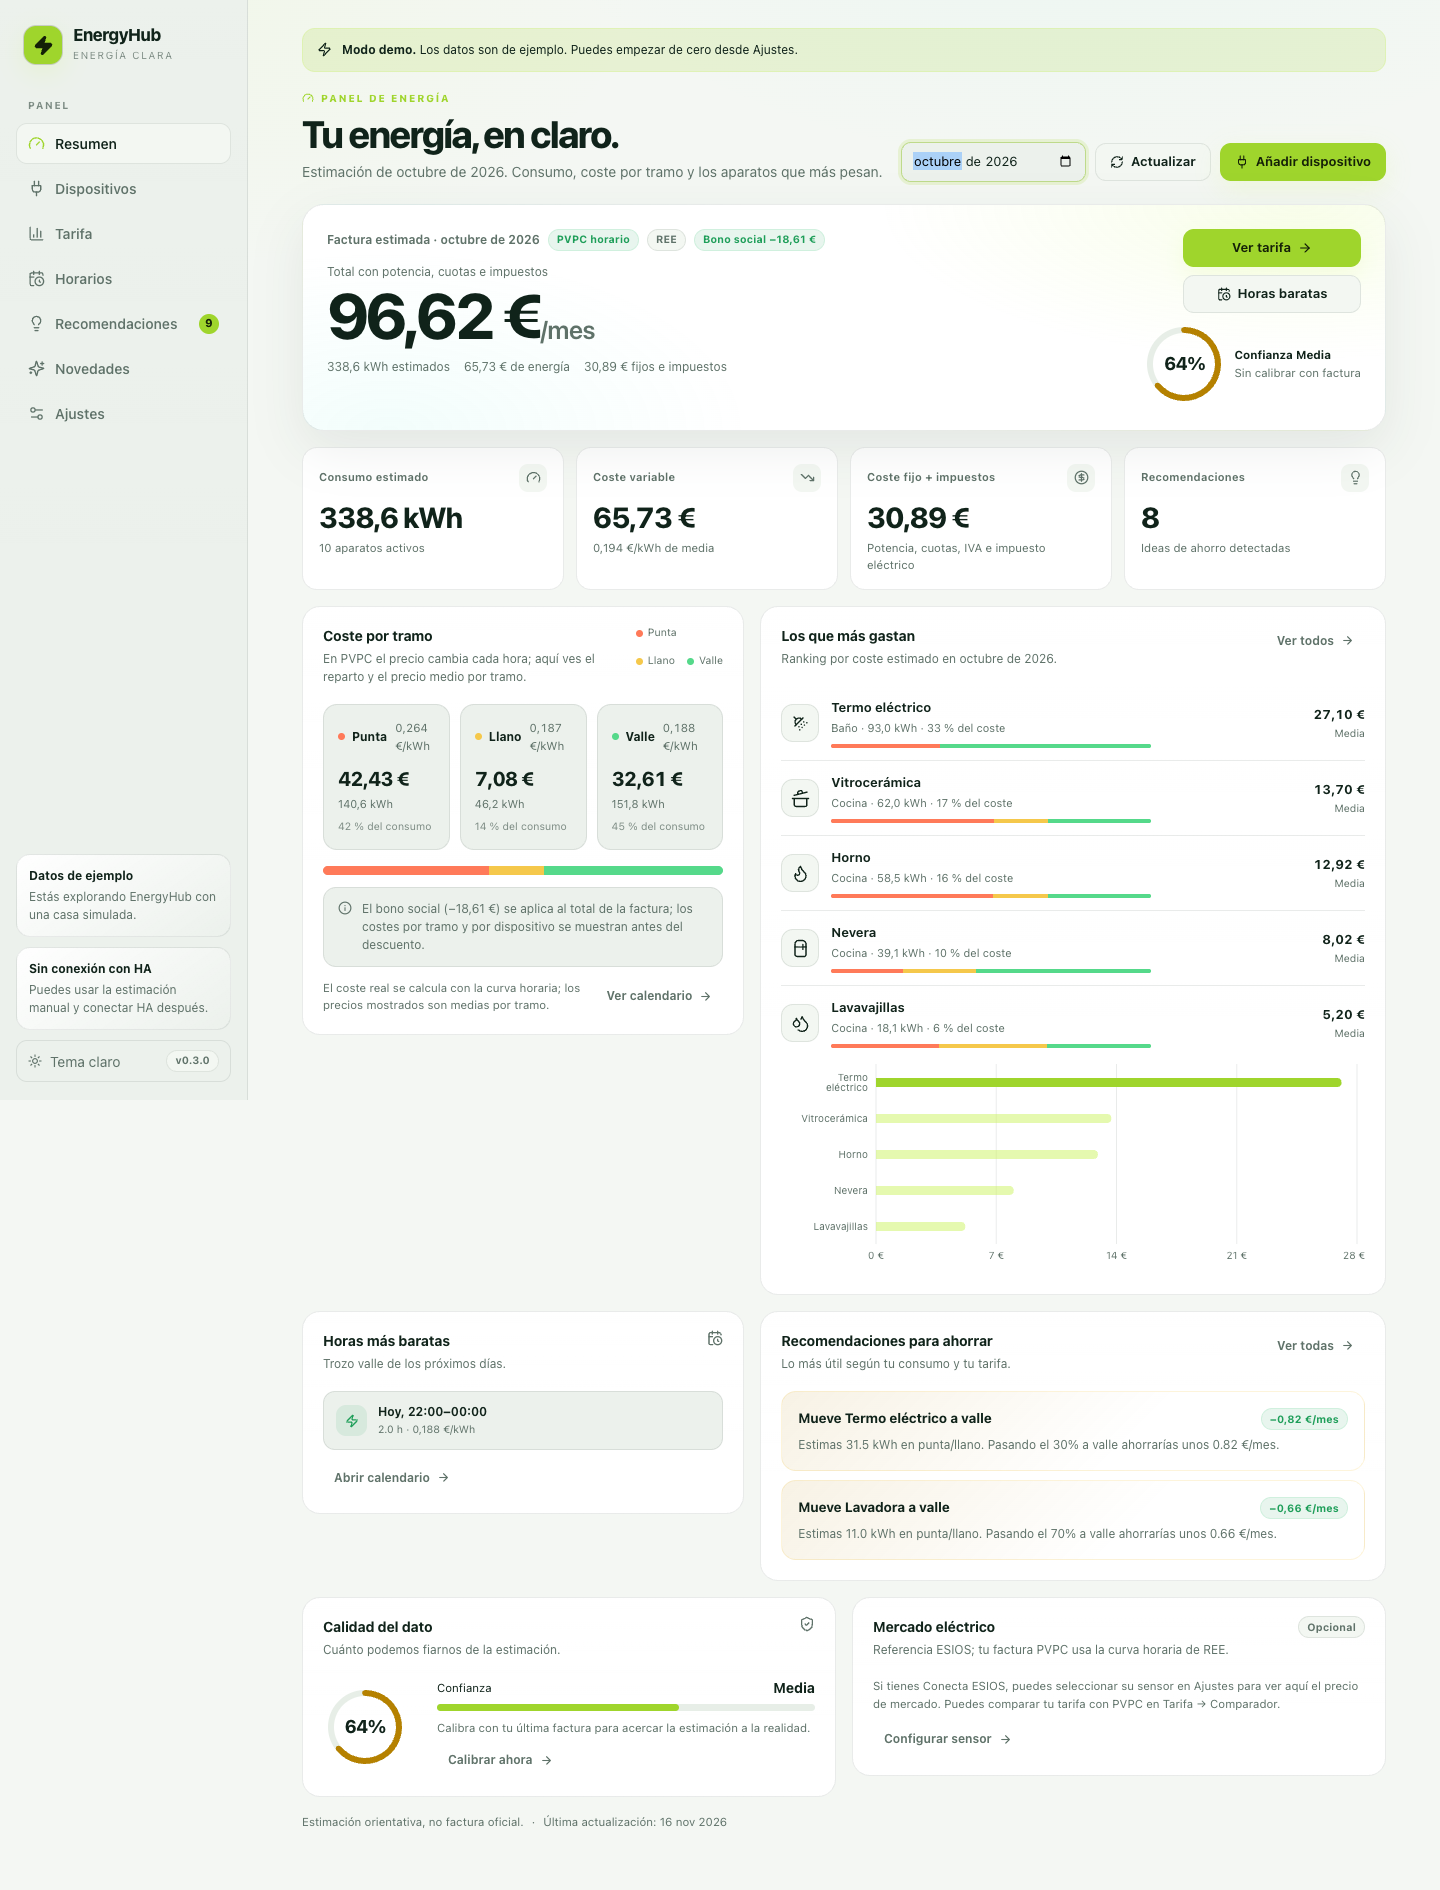 EnergyHub
ENERGÍA CLARA
PANEL
Resumen
Dispositivos
Tarifa
Horarios
Recomendaciones 9
Novedades
Ajustes
Datos de ejemplo
Estás explorando EnergyHub con
una casa simulada.
Sin conexión con HA
Puedes usar la estimación
manual y conectar HA después.
Tema claro v0.3.0
Modo demo. Los datos son de ejemplo. Puedes empezar de cero desde Ajustes.
PANEL DE ENERGÍA
Tu energía, en claro.
Estimación de octubre de 2026. Consumo, coste por tramo y los aparatos que más pesan.
octubre de 2026
Actualizar
Añadir dispositivo
Factura estimada · octubre de 2026 PVPC horario REE Bono social −18,61 €
Total con potencia, cuotas e impuestos
96,62 €/mes
338,6 kWh estimados 65,73 € de energía 30,89 € fijos e impuestos
Ver tarifa →
Horas baratas
64%
Confianza Media
Sin calibrar con factura
Consumo estimado
338,6 kWh
10 aparatos activos
Coste variable
65,73 €
0,194 €/kWh de media
Coste fijo + impuestos
30,89 €
Potencia, cuotas, IVA e impuesto
eléctrico
Recomendaciones
8
Ideas de ahorro detectadas
Coste por tramo
En PVPC el precio cambia cada hora; aquí ves el
reparto y el precio medio por tramo.
Punta
Llano Valle
Punta 0,264
€/kWh
42,43 €
140,6 kWh
42 % del consumo
Llano 0,187
€/kWh
7,08 €
46,2 kWh
14 % del consumo
Valle 0,188
€/kWh
32,61 €
151,8 kWh
45 % del consumo
El bono social (−18,61 €) se aplica al total de la factura; los
costes por tramo y por dispositivo se muestran antes del
descuento.
El coste real se calcula con la curva horaria; los
precios mostrados son medias por tramo.
Ver calendario →
Los que más gastan
Ranking por coste estimado en octubre de 2026.
Ver todos →
Termo eléctrico
Baño · 93,0 kWh · 33 % del coste
27,10 €
Media
Vitrocerámica
Cocina · 62,0 kWh · 17 % del coste
13,70 €
Media
Horno
Cocina · 58,5 kWh · 16 % del coste
12,92 €
Media
Nevera
Cocina · 39,1 kWh · 10 % del coste
8,02 €
Media
Lavavajillas
Cocina · 18,1 kWh · 6 % del coste
5,20 €
Media
Termo
eléctrico
Vitrocerámica
Horno
Nevera
Lavavajillas
0 € 7 € 14 € 21 € 28 €
Horas más baratas
Trozo valle de los próximos días.
Hoy, 22:00–00:00
2.0 h · 0,188 €/kWh
Abrir calendario →
Recomendaciones para ahorrar
Lo más útil según tu consumo y tu tarifa.
Ver todas →
Mueve Termo eléctrico a valle
−0,82 €/mes
Estimas 31.5 kWh en punta/llano. Pasando el 30% a valle ahorrarías unos 0.82 €/mes.
Mueve Lavadora a valle
−0,66 €/mes
Estimas 11.0 kWh en punta/llano. Pasando el 70% a valle ahorrarías unos 0.66 €/mes.
Calidad del dato
Cuánto podemos fiarnos de la estimación.
64%
Confianza Media
Calibra con tu última factura para acercar la estimación a la realidad.
Calibrar ahora →
Mercado eléctrico
Opcional
Referencia ESIOS; tu factura PVPC usa la curva horaria de REE.
Si tienes Conecta ESIOS, puedes seleccionar su sensor en Ajustes para ver aquí el precio
de mercado. Puedes comparar tu tarifa con PVPC en Tarifa → Comparador.
Configurar sensor →
Estimación orientativa, no factura oficial. · Última actualización: 16 nov 2026